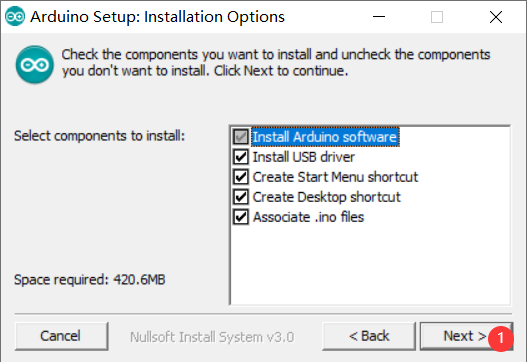 Arduino Setup: Installation Options
Check the components you want to install and uncheck the components
you don't want to install. Click Next to continue.
Select components to install:
Install Arduino software
Install USB driver
Create Start Menu shortcut
Create Desktop shortcut
Associate .ino files
Space required: 420.6MB
Cancel
Nullsoft Install System v3.0
< Back
Next >
1